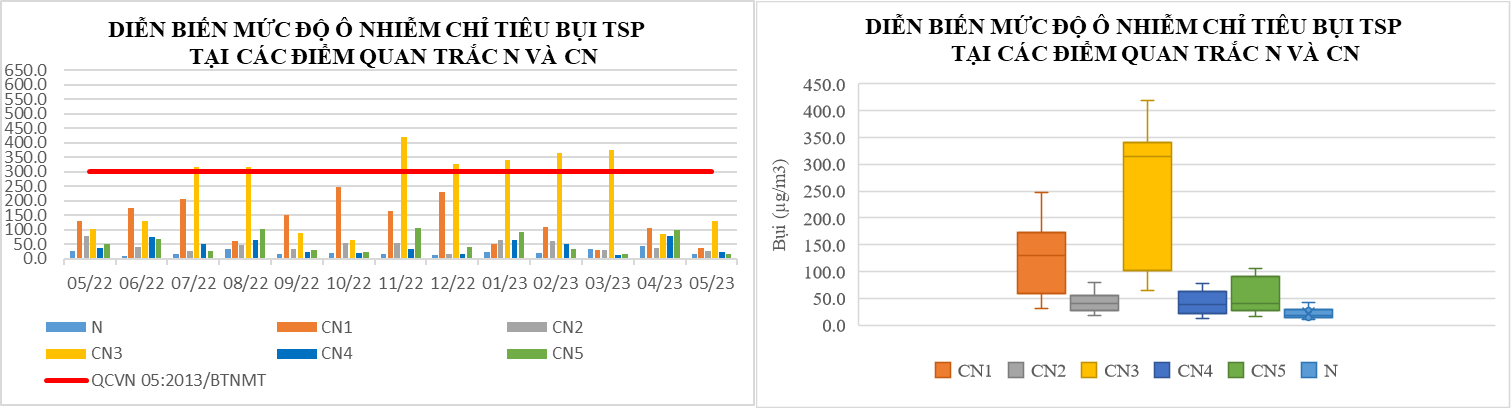 DIỄN BIẾN MỨC ĐỘ Ô NHIỄM CHỈ TIÊU BỤI TSP
TẠI CÁC ĐIỂM QUAN TRẮC N VÀ CN
650.0
600.0
550.0
500.0
450.0
400.0
350.0
300.0
250.0
200.0
150.0
100.0
50.0
0.0
05/22 06/22 07/22 08/22 09/22 10/22 11/22 12/22 01/23 02/23 03/23 04/23 05/23
N CN1 CN2
CN3 CN4 CN5
QCVN 05:2013/BTNMT
DIỄN BIẾN MỨC ĐỘ Ô NHIỄM CHỈ TIÊU BỤI TSP
TẠI CÁC ĐIỂM QUAN TRẮC N VÀ CN
Bụi (µg/m3)
450.0
400.0
350.0
300.0
250.0
200.0
150.0
100.0
50.0
0.0
CN1 CN2 CN3 CN4 CN5 N